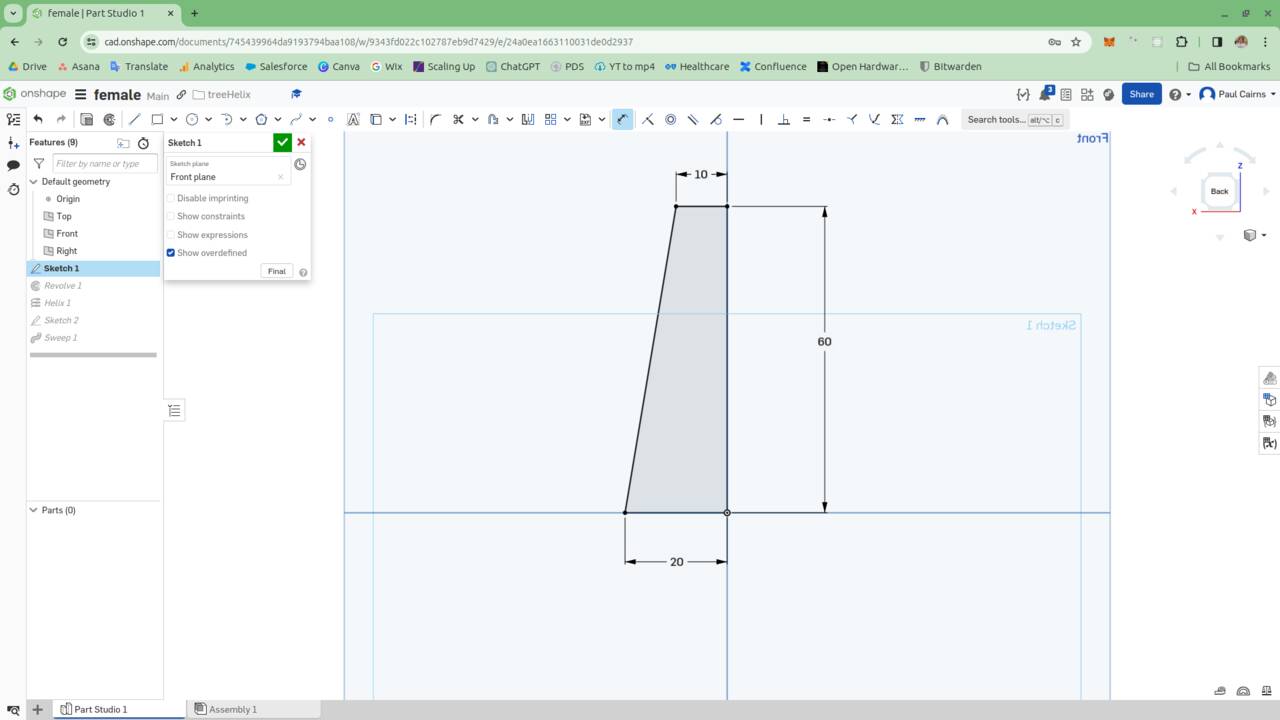 female | Part Studio 1
cad.onshape.com/documents/745439964da9193794baa108/w/9343fd022c102787eb9d7429/e/24a0ea1663110031de0d2937
Drive
Asana
Translate
Analytics
Salesforce
Canva
Wix
Scaling Up
ChatGPT
PDS
YT to mp4
Healthcare
Confluence
Open Hardwar...
Bitwarden
All Bookmarks
onshape
female Main
treeHelix
3
Share
Paul Cairns
Search tools... alt/⌥ c
Features (9)
Filter by name or type
Default geometry
Origin
Top
Front
Right
Sketch 1
Revolve 1
Helix 1
Sketch 2
Sweep 1
Parts (0)
Sketch 1
Sketch plane
Front plane
Disable imprinting
Show constraints
Show expressions
Show overdefined
Final
Front
10
60
20
Sketch 1
Z
Back
X
Part Studio 1
Assembly 1